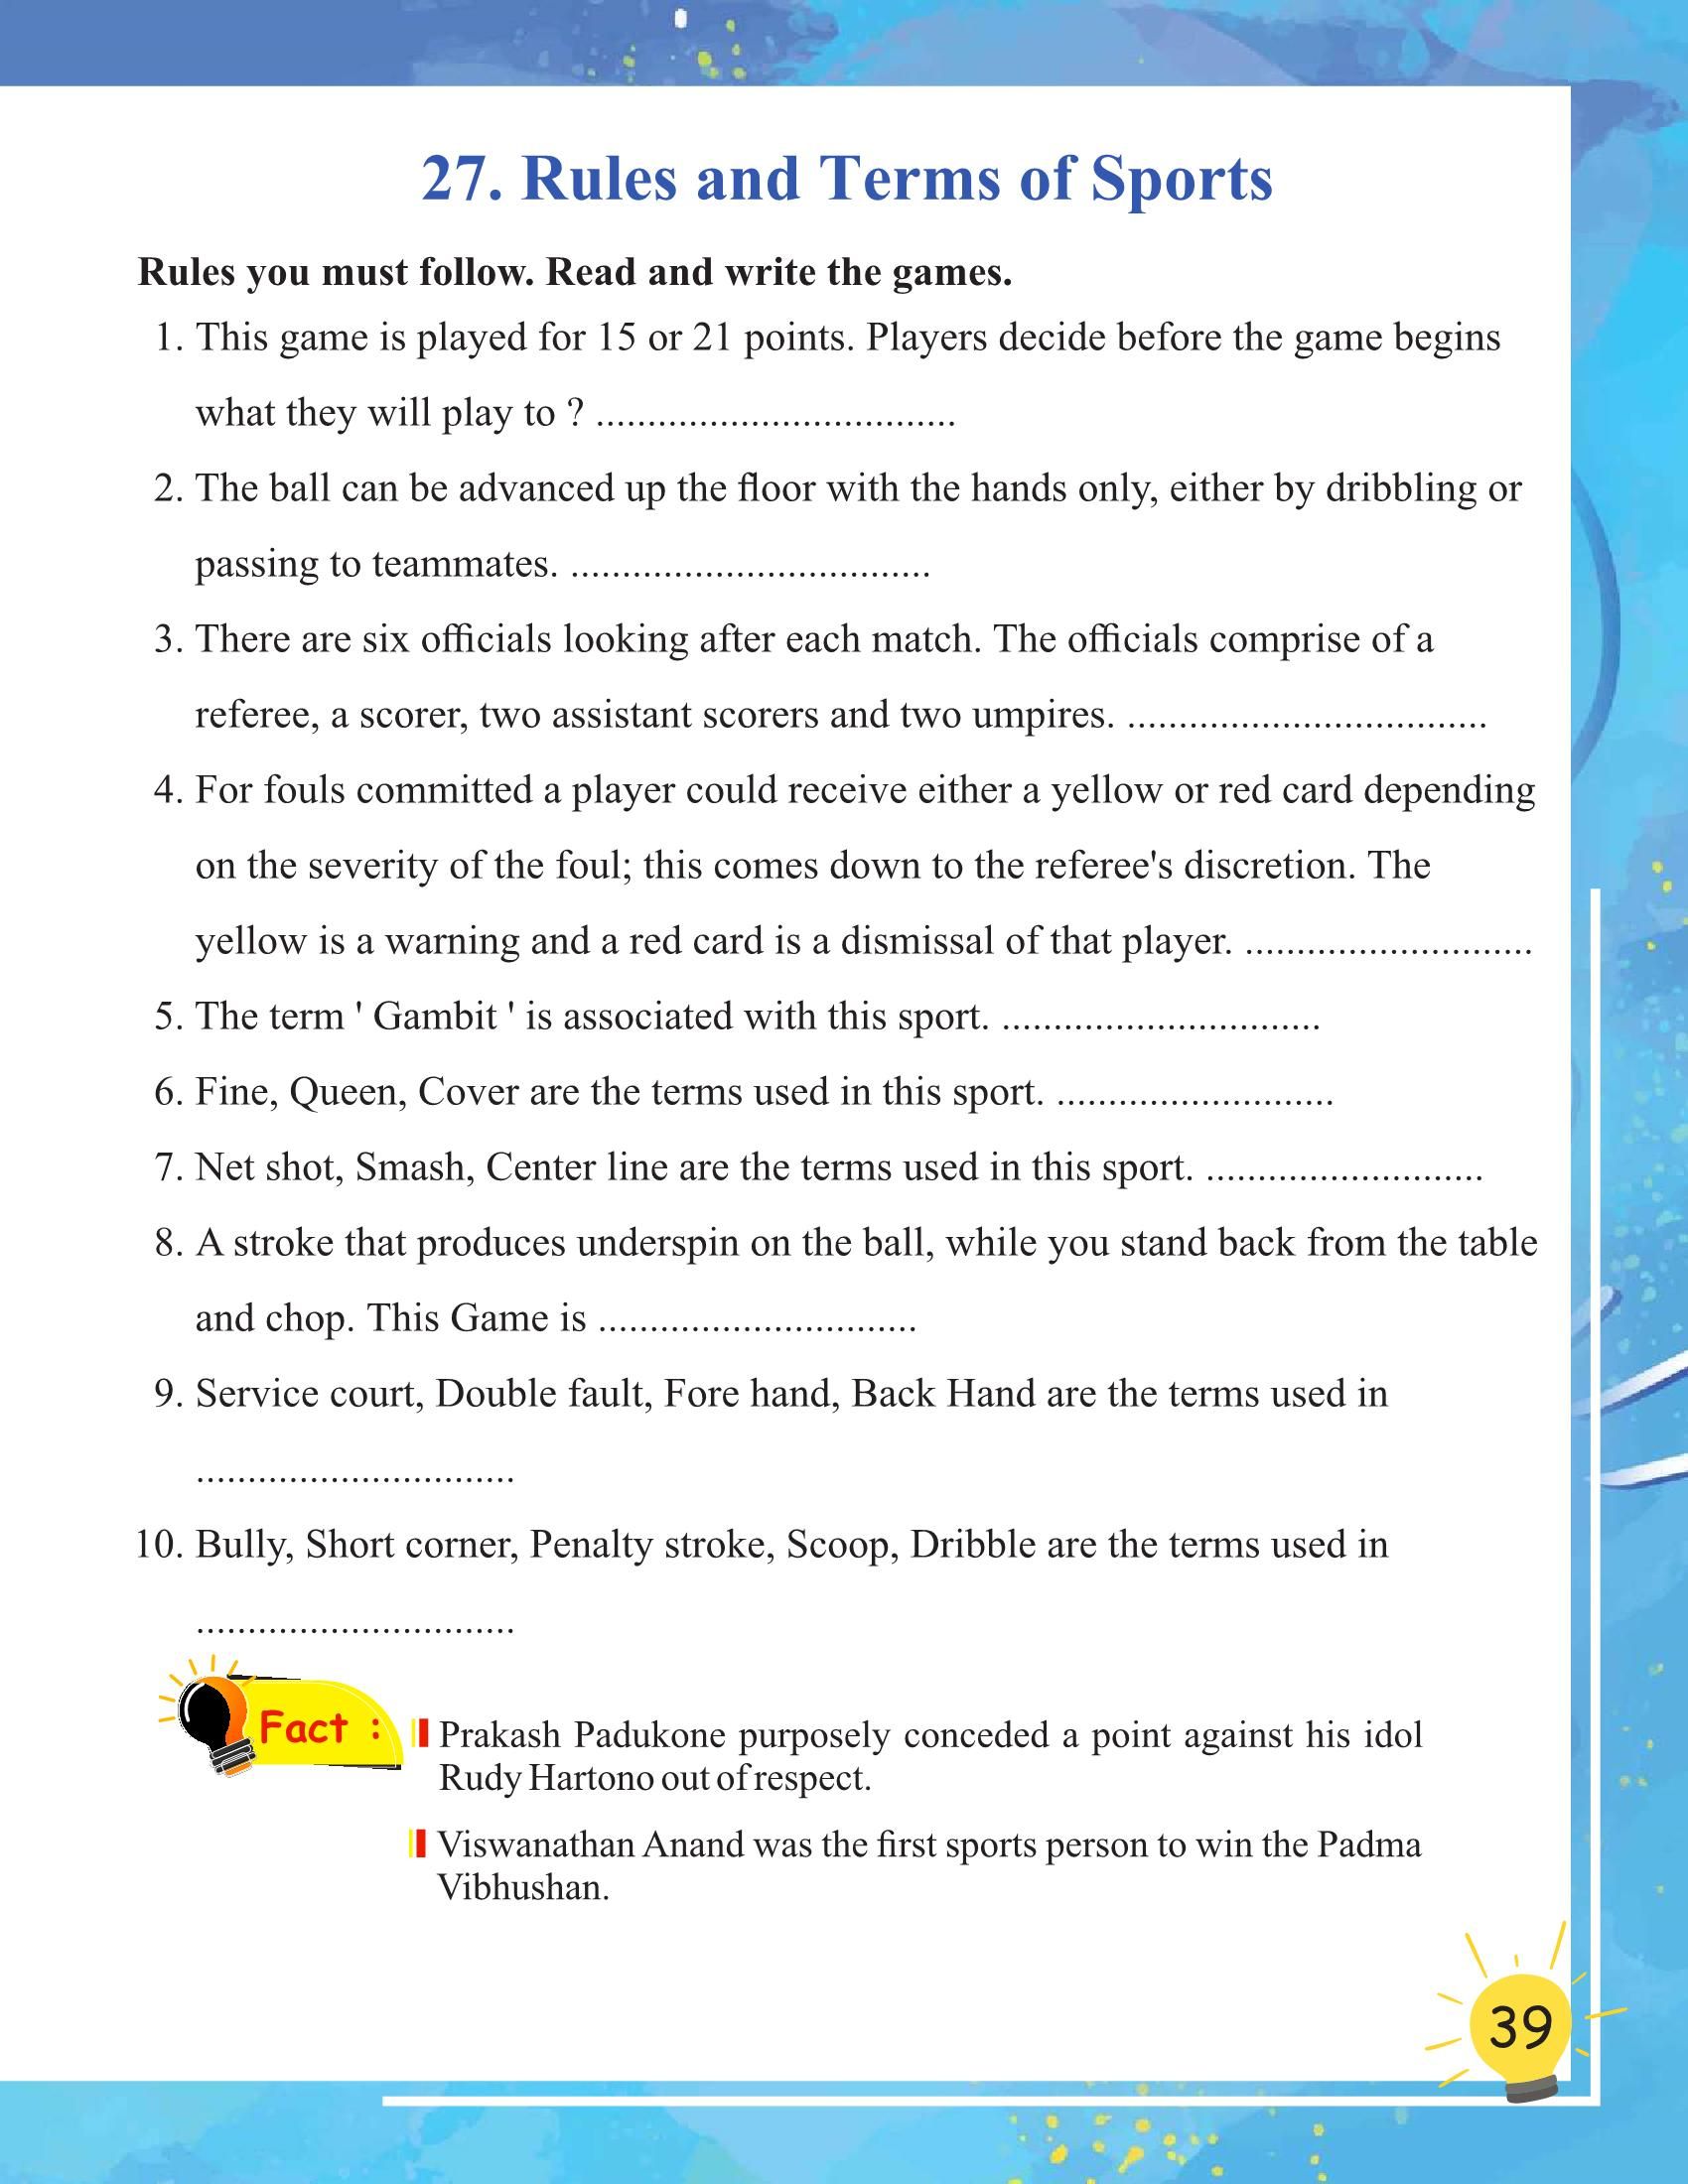 27. Rules and Terms of Sports
Rules you must follow. Read and write the games.
1. This game is played for 15 or 21 points. Players decide before the game begins
what they will play to ? ...................................
2. The ball can be advanced up the floor with the hands only, either by dribbling or
passing to teammates. ...................................
3. There are six officials looking after each match. The officials comprise of a
referee, a scorer, two assistant scorers and two umpires. ...................................
4. For fouls committed a player could receive either a yellow or red card depending
on the severity of the foul; this comes down to the referee's discretion. The
yellow is a warning and a red card is a dismissal of that player. ............................
5. The term ' Gambit ' is associated with this sport. ...............................
6. Fine, Queen, Cover are the terms used in this sport. ...........................
7. Net shot, Smash, Center line are the terms used in this sport. ...........................
8. A stroke that produces underspin on the ball, while you stand back from the table
and chop. This Game is ...............................
9. Service court, Double fault, Fore hand, Back Hand are the terms used in
...............................
10. Bully, Short corner, Penalty stroke, Scoop, Dribble are the terms used in
...............................
Fact :
Prakash Padukone purposely conceded a point against his idol
Rudy Hartono out of respect.
Viswanathan Anand was the first sports person to win the Padma
Vibhushan.
39